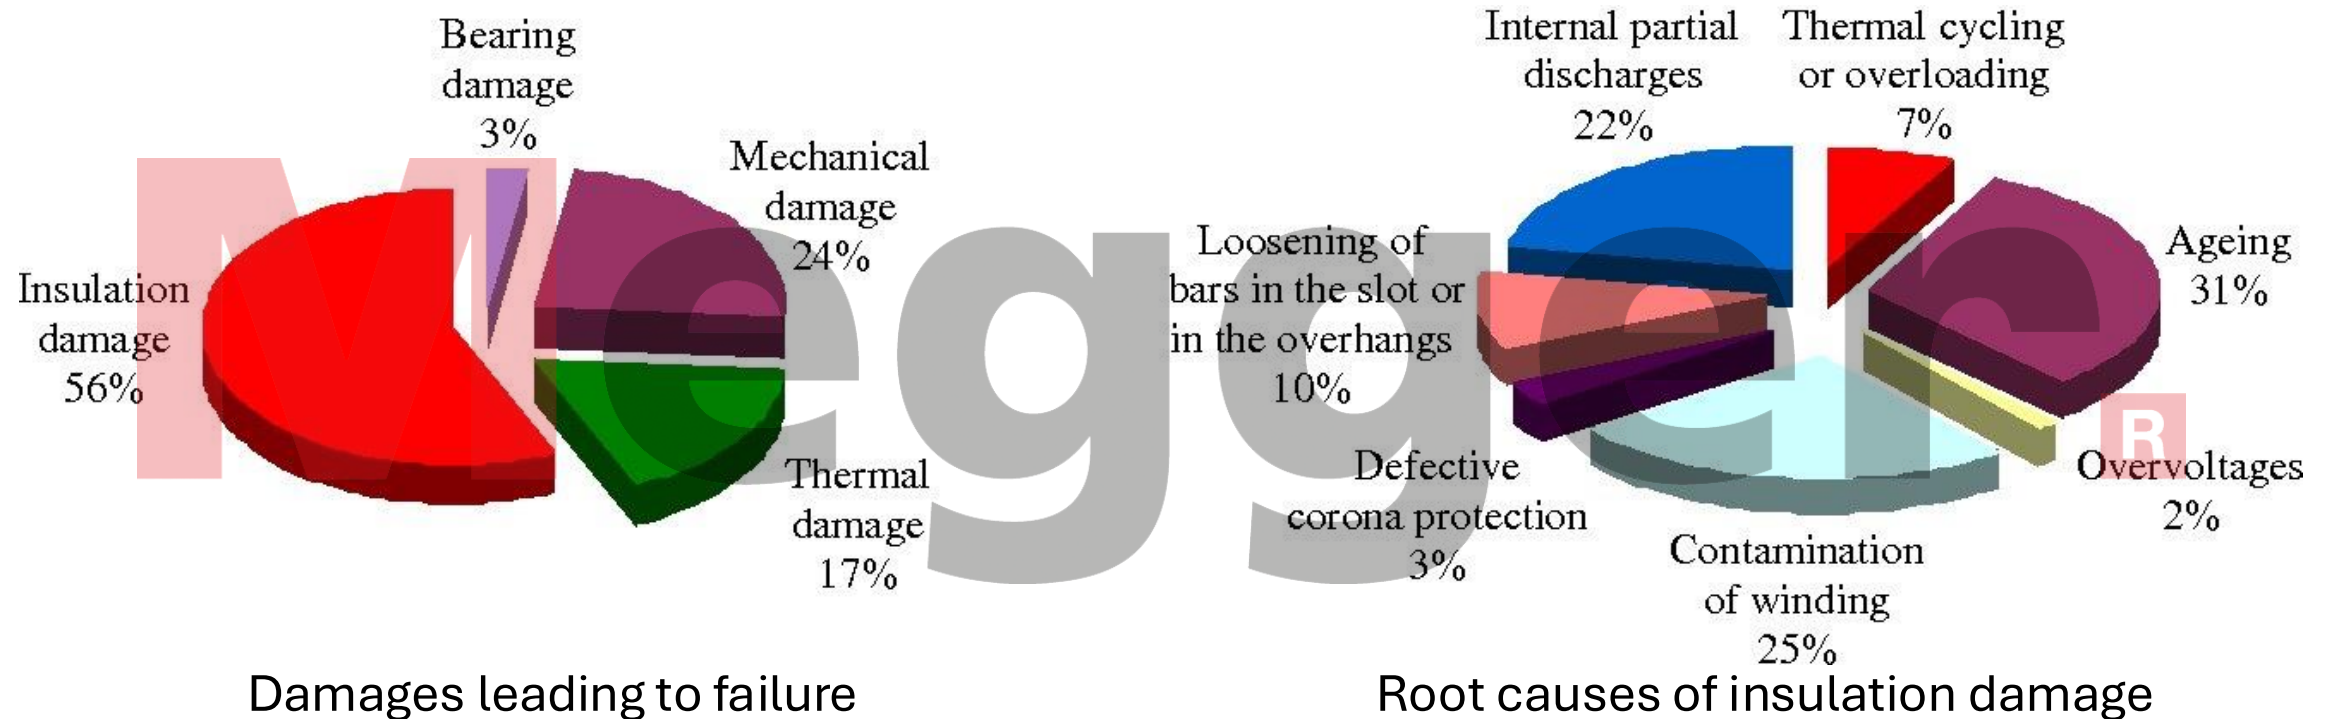 Bearing
damage
3%
Mechanical
damage
24%
Insulation
damage
56%
Thermal
damage
17%
Damages leading to failure
Internal partial
discharges
22%
Thermal cycling
or overloading
7%
Loosening of
bars in the slot or
in the overhangs
10%
Ageing
31%
Defective
corona protection
3%
Overvoltages
2%
Contamination
of winding
25%
Root causes of insulation damage
Megger
R